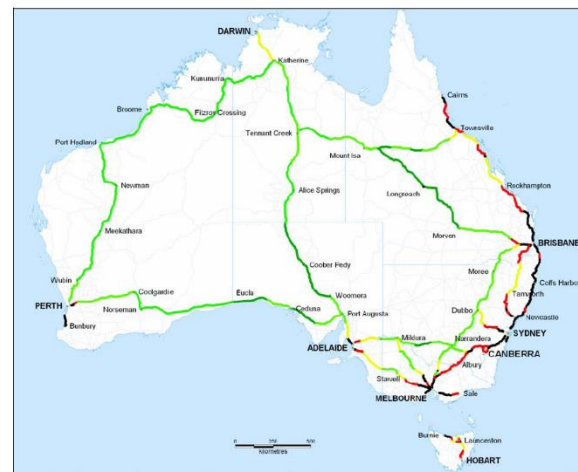 DARWIN
Katherine
Kununurra
Cairns
Broome
Fitzroy Crossing
Townsville
Port Hedland
Tennant Creek
Mount Isa
Newman
Alice Springs
Longreach
Rockhampton
Meekathara
Morven
BRISBANE
Coober Pedy
Moree
Wubin
Coolgardie
Eucla
Woomera
Coffs Harbo
Tamworth
PERTH
Norseman
Ceduna
Port Augusta
Dubbo
Newcastle
Bunbury
Mildura
Narrandera
SYDNEY
ADELAIDE
Albury
CANBERRA
Stawell
MELBOURNE
Sale
Burnie
Launceston
HOBART
Kilometres